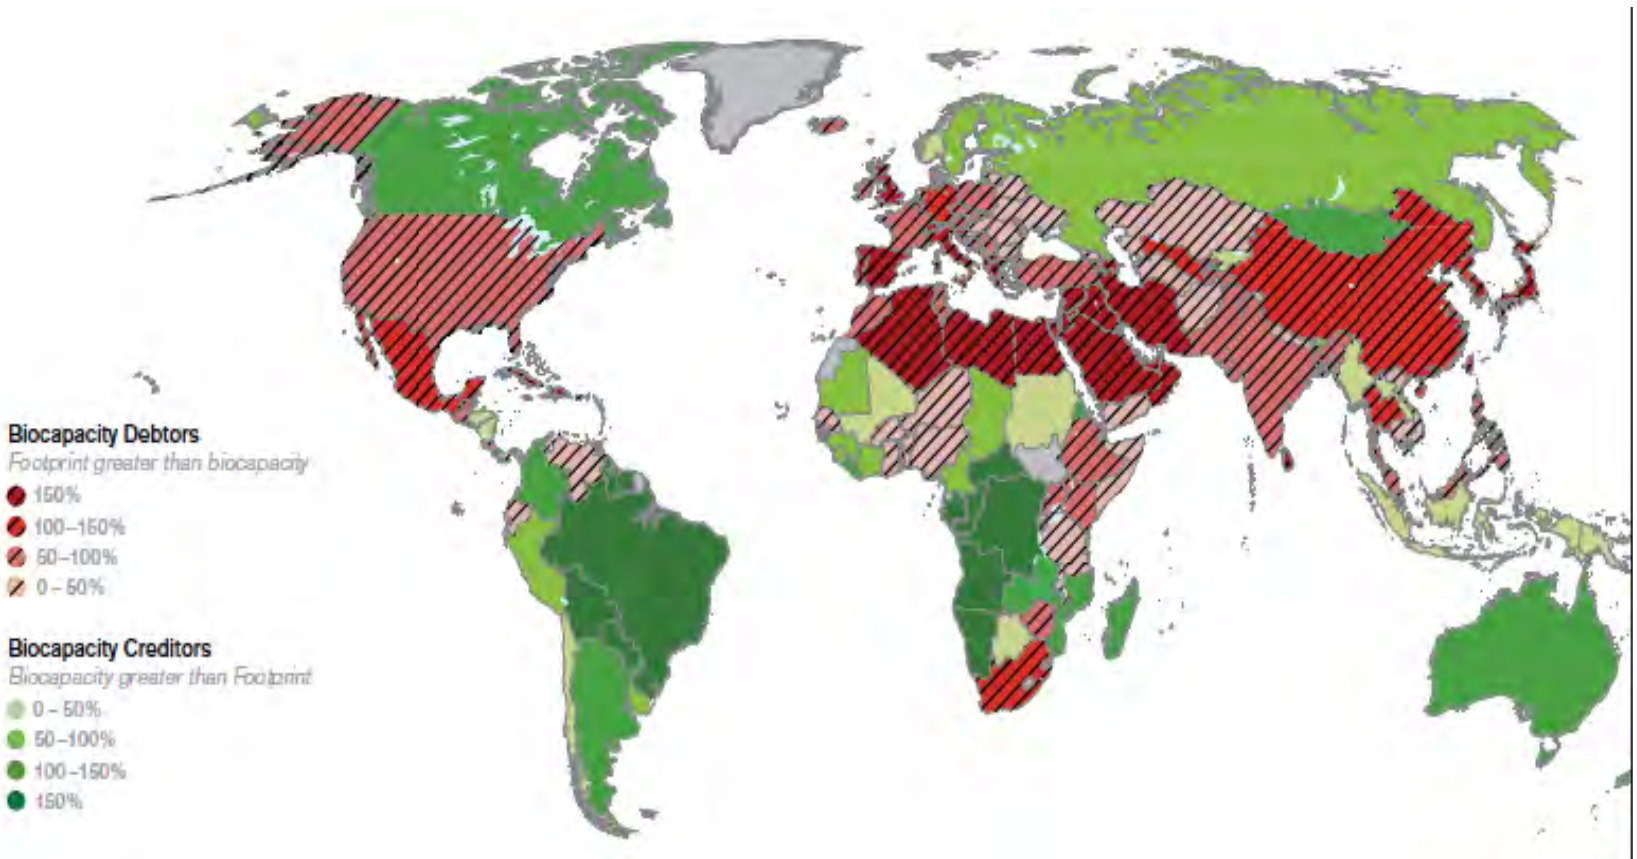 Biocapacity Debtors
Footprint greater than biocapacity
150%
100–150%
50–100%
0 – 50%
Biocapacity Creditors
Biocapacity greater than Footprint
0 – 50%
50–100%
100–150%
150%